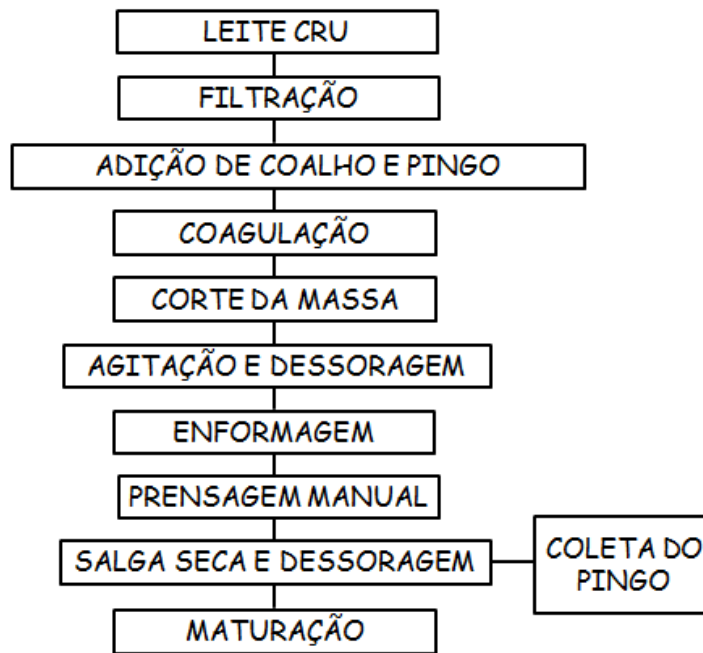 LEITE CRU
FILTRAÇÃO
ADIÇÃO DE COALHO E PINGO
COAGULAÇÃO
CORTE DA MASSA
AGITAÇÃO E DESSORAGEM
ENFORMAGEM
PRENSAGEM MANUAL
SALGA SECA E DESSORAGEM
COLETA DO
PINGO
MATURAÇÃO